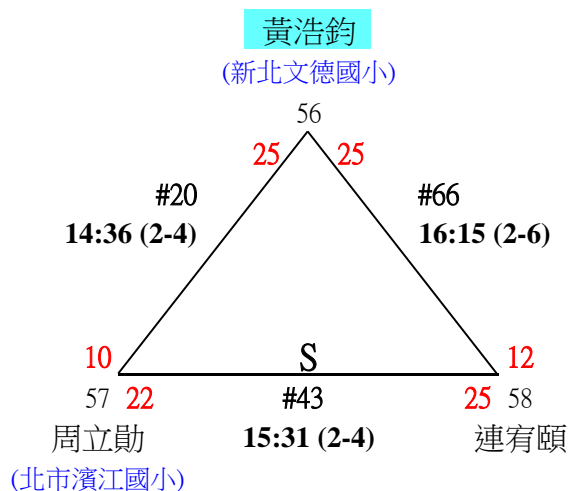 黃浩鈞
(新北文德國小)
56
25 25
#20 #66
14:36 (2-4) 16:15 (2-6)
10 S 12
57 22 #43 25 58
周立勛 15:31 (2-4) 連宥頤
(北市濱江國小)